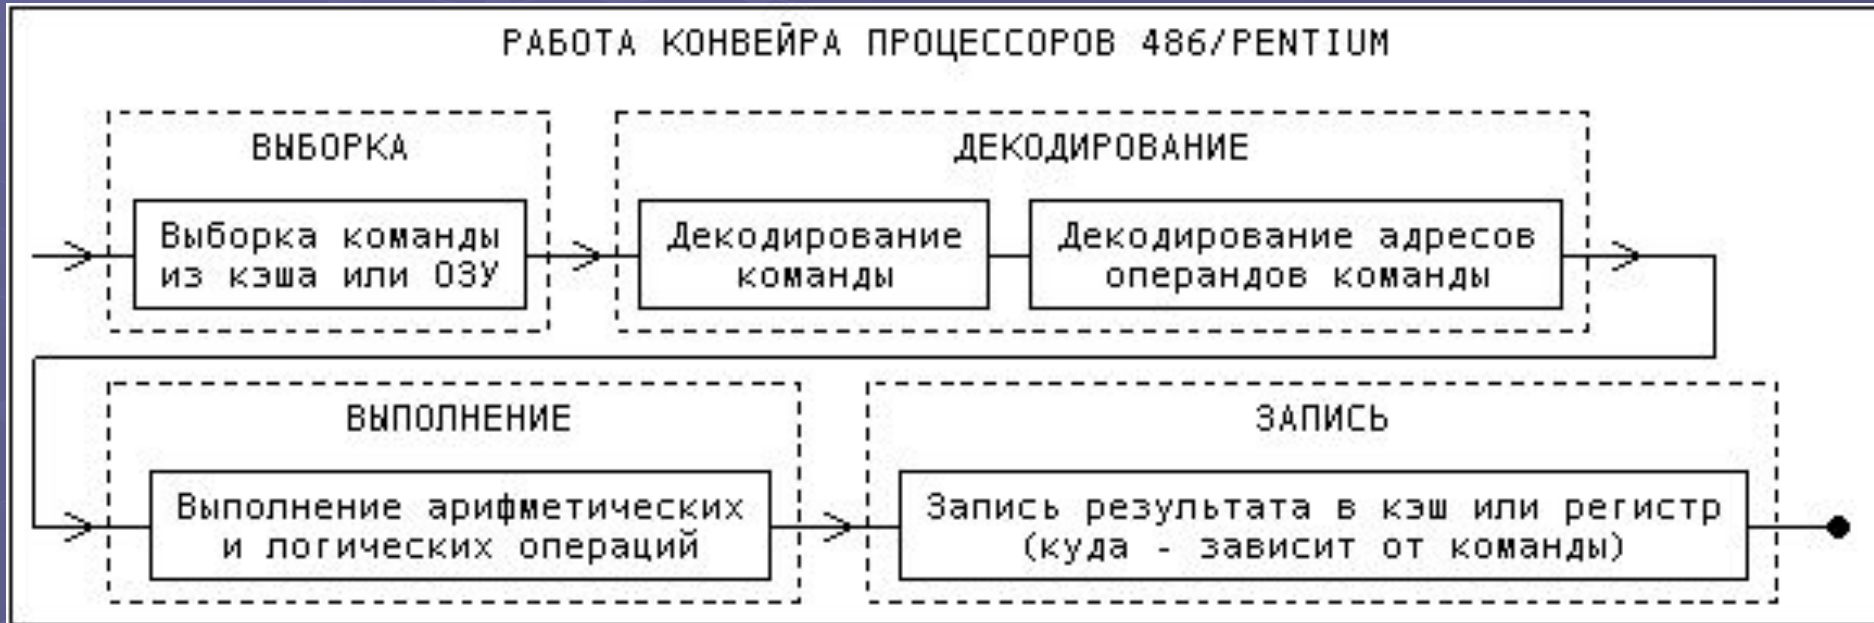 РАБОТА КОНВЕЙРА ПРОЦЕССОРОВ 486/PENTIUM
ВЫБОРКА
Выборка команды
из кэша или ОЗУ
ДЕКОДИРОВАНИЕ
Декодирование
команды
Декодирование адресов
операндов команды
ВЫПОЛНЕНИЕ
Выполнение арифметических
и логических операций
ЗАПИСЬ
Запись результата в кэш или регистр
(куда - зависит от команды)